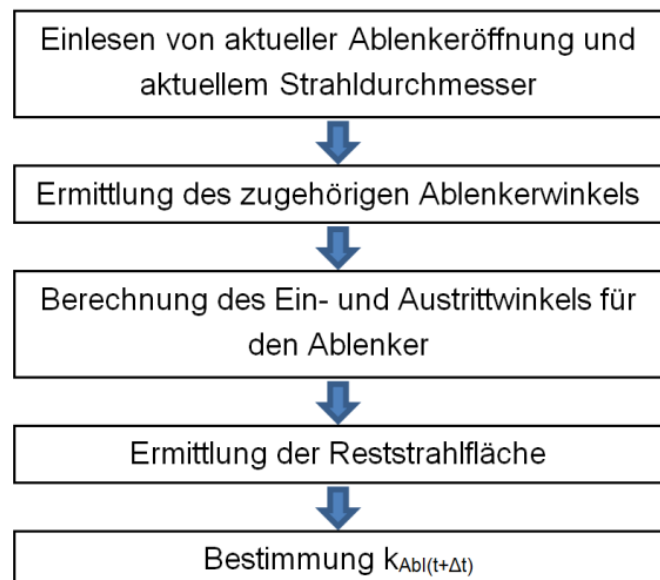 Einlesen von aktueller Ablenkeröffnung und
aktuellem Strahldurchmesser
Ermittlung des zugehörigen Ablenkerwinkels
Berechnung des Ein- und Austrittwinkels für
den Ablenker
Ermittlung der Reststrahlfläche
Bestimmung kAbl(t+Δt)